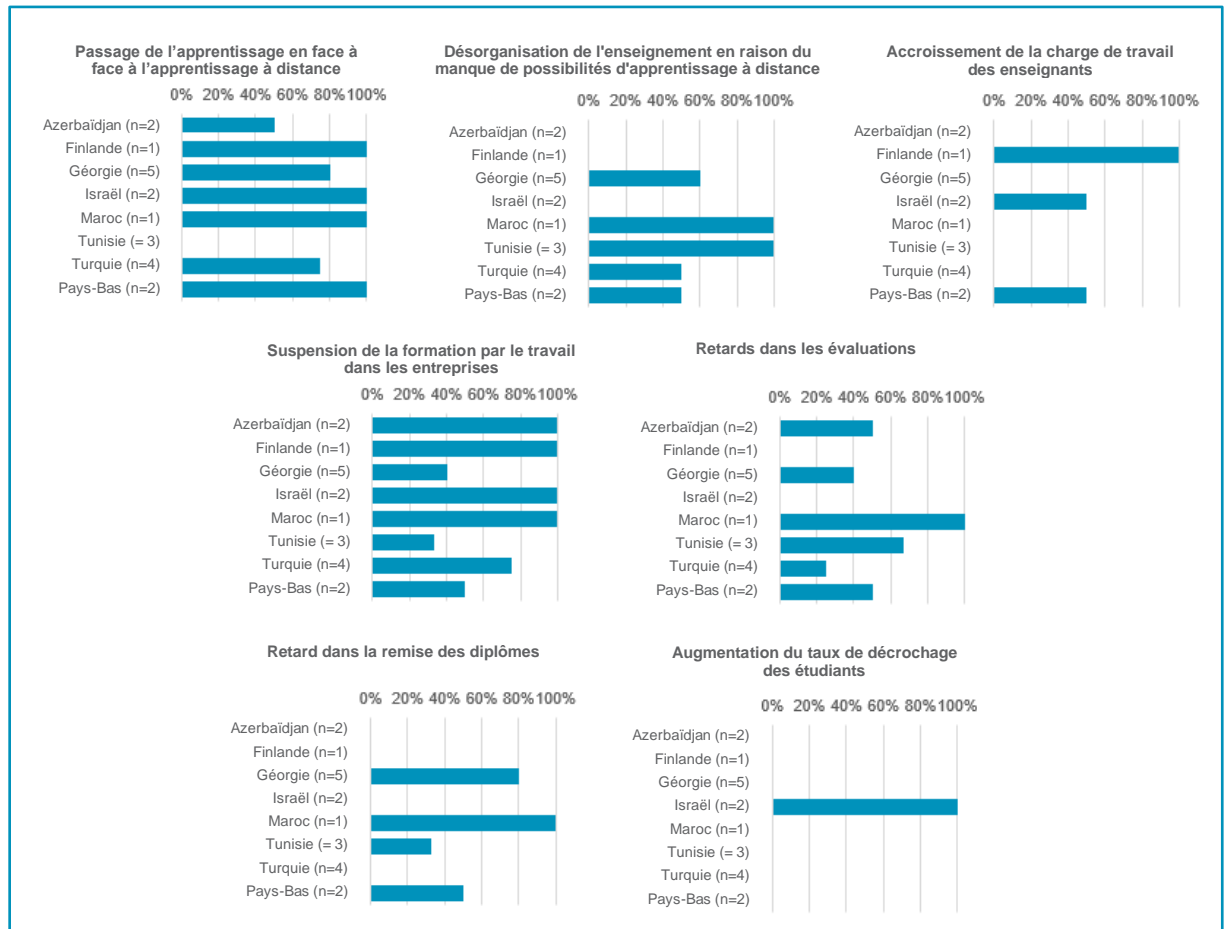 Passage de l’apprentissage en face à
face à l’apprentissage à distance
0% 20% 40% 60% 80%100%
Azerbaïdjan (n=2)
Finlande (n=1)
Géorgie (n=5)
Israël (n=2)
Maroc (n=1)
Tunisie (= 3)
Turquie (n=4)
Pays-Bas (n=2)
Désorganisation de l'enseignement en raison du
manque de possibilités d'apprentissage à distance
0% 20% 40% 60% 80%100%
Azerbaïdjan (n=2)
Finlande (n=1)
Géorgie (n=5)
Israël (n=2)
Maroc (n=1)
Tunisie (= 3)
Turquie (n=4)
Pays-Bas (n=2)
Accroissement de la charge de travail
des enseignants
0% 20% 40% 60% 80%100%
Azerbaïdjan (n=2)
Finlande (n=1)
Géorgie (n=5)
Israël (n=2)
Maroc (n=1)
Tunisie (= 3)
Turquie (n=4)
Pays-Bas (n=2)
Suspension de la formation par le travail
dans les entreprises
0% 20% 40% 60% 80%100%
Azerbaïdjan (n=2)
Finlande (n=1)
Géorgie (n=5)
Israël (n=2)
Maroc (n=1)
Tunisie (= 3)
Turquie (n=4)
Pays-Bas (n=2)
Retards dans les évaluations
0% 20% 40% 60% 80%100%
Azerbaïdjan (n=2)
Finlande (n=1)
Géorgie (n=5)
Israël (n=2)
Maroc (n=1)
Tunisie (= 3)
Turquie (n=4)
Pays-Bas (n=2)
Retard dans la remise des diplômes
0% 20% 40% 60% 80%100%
Azerbaïdjan (n=2)
Finlande (n=1)
Géorgie (n=5)
Israël (n=2)
Maroc (n=1)
Tunisie (= 3)
Turquie (n=4)
Pays-Bas (n=2)
Augmentation du taux de décrochage
des étudiants
0% 20% 40% 60% 80%100%
Azerbaïdjan (n=2)
Finlande (n=1)
Géorgie (n=5)
Israël (n=2)
Maroc (n=1)
Tunisie (= 3)
Turquie (n=4)
Pays-Bas (n=2)